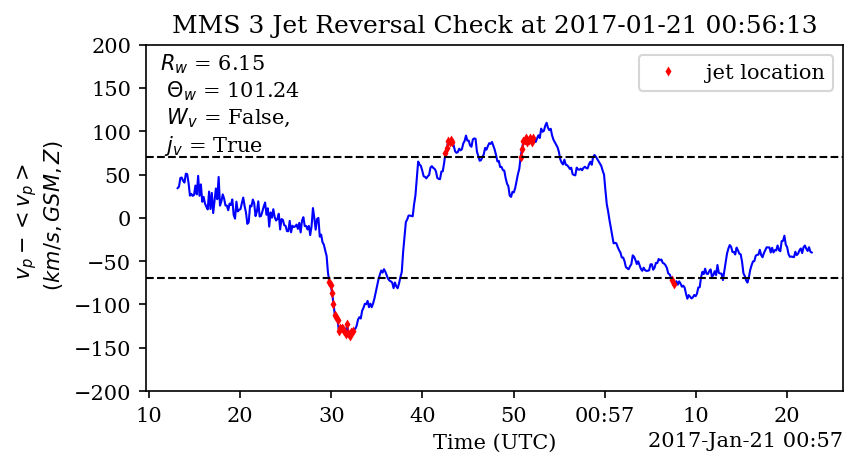 MMS 3 Jet Reversal Check at 2017-01-21 00:56:13
R_w = 6.15
Θ_w = 101.24
W_v = False,
j_v = True
jet location
v_p − < v_p >
(km/s, GSM, Z)
200
150
100
50
0
−50
−100
−150
−200
10 20 30 40 50 00:57 10 20
Time (UTC)
2017-Jan-21 00:57